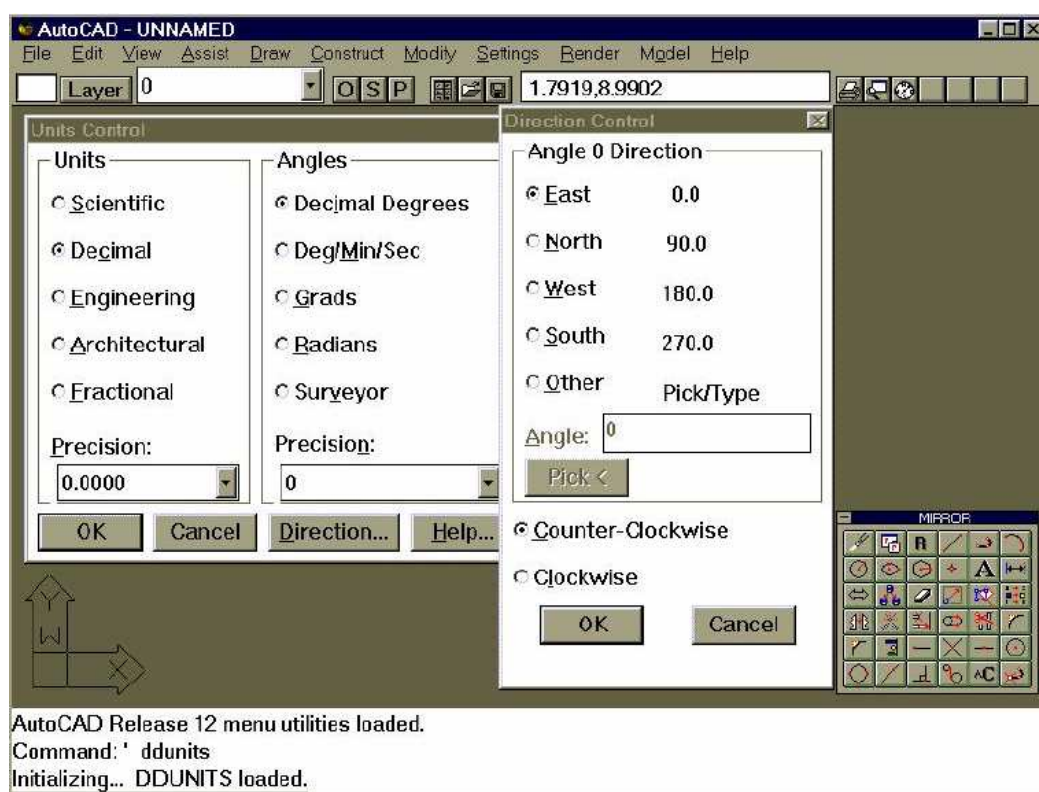 AutoCAD - UNNAMED
File Edit View Assist Draw Construct Modify Settings Render Model Help
Layer 0 O S P 1.7919,8.9902
Units Control
Units
Scientific
Decimal
Engineering
Architectural
Fractional
Precision:
0.0000
Angles
Decimal Degrees
Deg/Min/Sec
Grads
Radians
Surveyor
Precision:
0
OK Cancel Direction... Help...
Direction Control
Angle 0 Direction
East 0.0
North 90.0
West 180.0
South 270.0
Other Pick/Type
Angle: 0
Pick <
Counter-Clockwise
Clockwise
OK Cancel
MIRROR
R
A
AC
Y
W
X
AutoCAD Release 12 menu utilities loaded.
Command: ' ddunits
Initializing... DDUNITS loaded.